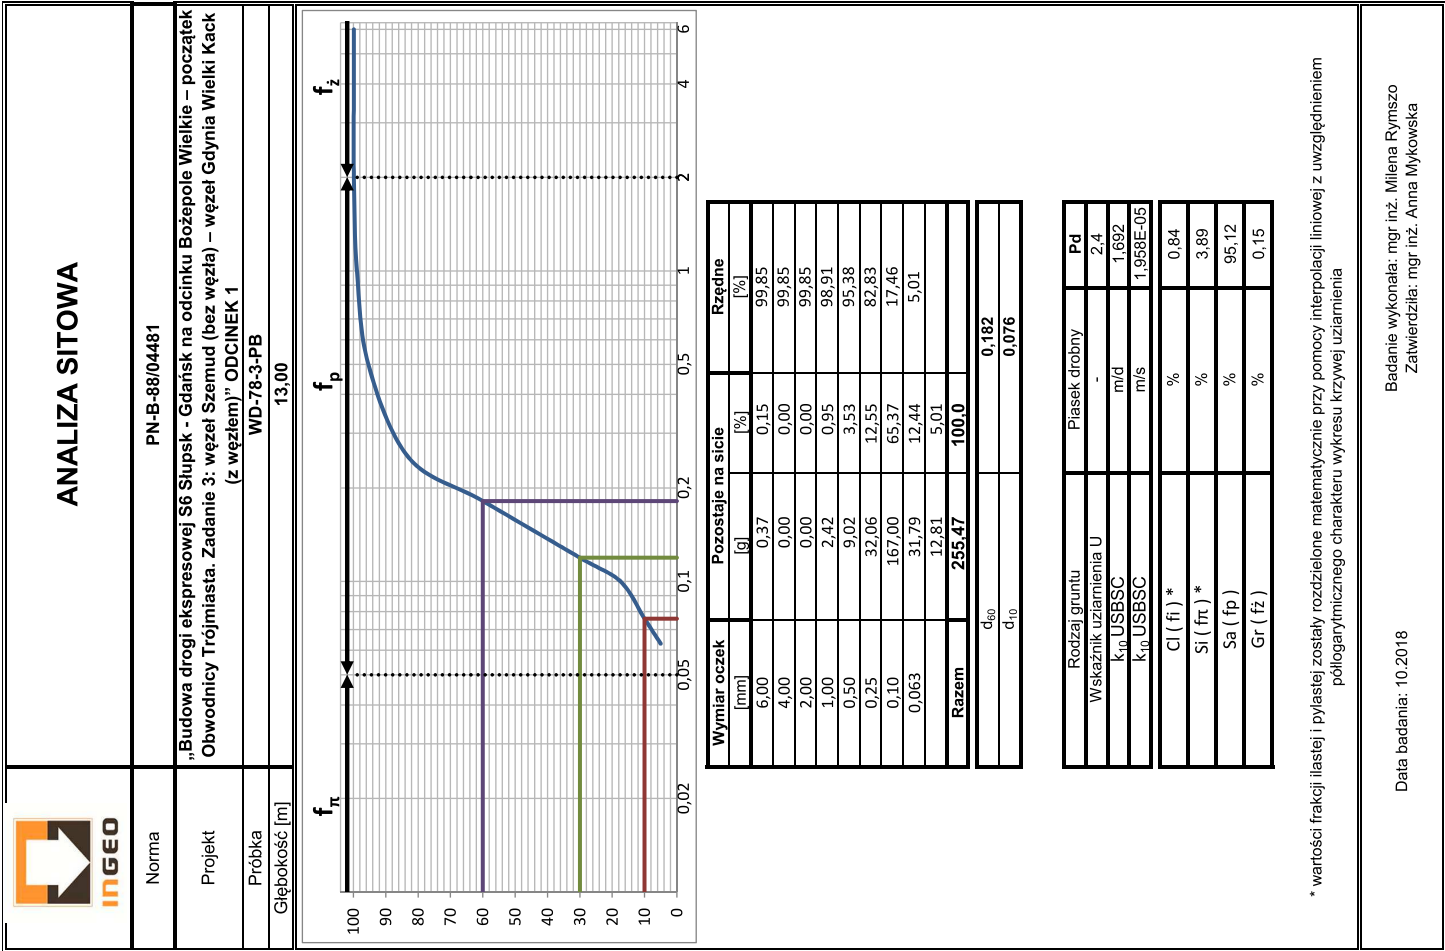 INGEO
ANALIZA SITOWA
Norma PN-B-88/04481
Projekt „Budowa drogi ekspresowej S6 Słupsk - Gdańsk na odcinku Bożepole Wielkie – początek
Obwodnicy Trójmiasta. Zadanie 3: węzeł Szemud (bez węzła) – węzeł Gdynia Wielki Kack
(z węzłem)” ODCINEK 1
Próbka WD-78-3-PB
Głębokość [m] 13,00
fπ fp fż
100
90
80
70
60
50
40
30
20
10
0
0,02 0,05 0,1 0,2 0,5 1 2 4 6
Wymiar oczek Pozostaje na sicie Rzędne
[mm] [g] [%] [%]
6,00 0,37 0,15 99,85
4,00 0,00 0,00 99,85
2,00 0,00 0,00 99,85
1,00 2,42 0,95 98,91
0,50 9,02 3,53 95,38
0,25 32,06 12,55 82,83
0,10 167,00 65,37 17,46
0,063 31,79 12,44 5,01
12,81 5,01
Razem 255,47 100,0
d60 0,182
d10 0,076
Rodzaj gruntu Piasek drobny Pd
Wskaźnik uziarnienia U - 2,4
k10 USBSC m/d 1,692
k10 USBSC m/s 1,958E-05
Cl ( fi ) * % 0,84
Si ( fπ ) * % 3,89
Sa ( fp ) % 95,12
Gr ( fż ) % 0,15
* wartości frakcji ilastej i pylastej zostały rozdzielone matematycznie przy pomocy interpolacji liniowej z uwzględnieniem
półlogarytmicznego charakteru wykresu krzywej uziarnienia
Data badania: 10.2018 Badanie wykonała: mgr inż. Milena Rymszo
Zatwierdziła: mgr inż. Anna Mykowska